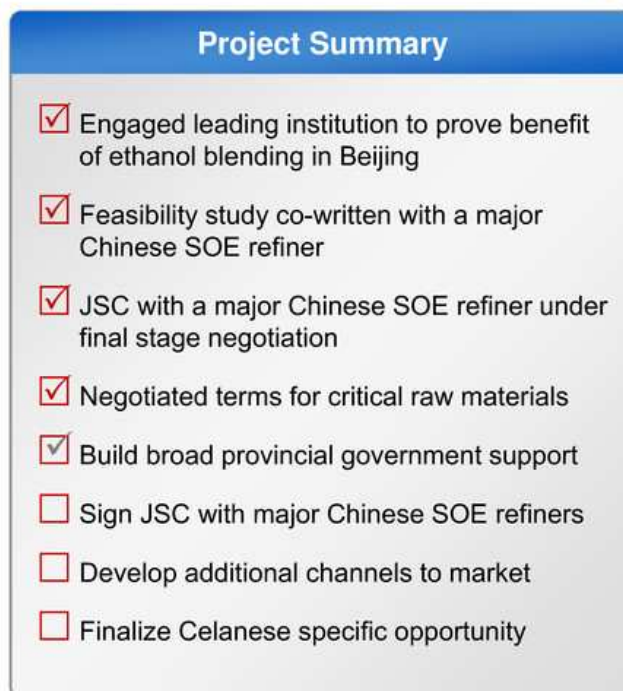 Project Summary
Engaged leading institution to prove benefit
of ethanol blending in Beijing
Feasibility study co-written with a major
Chinese SOE refiner
JSC with a major Chinese SOE refiner under
final stage negotiation
Negotiated terms for critical raw materials
Build broad provincial government support
Sign JSC with major Chinese SOE refiners
Develop additional channels to market
Finalize Celanese specific opportunity